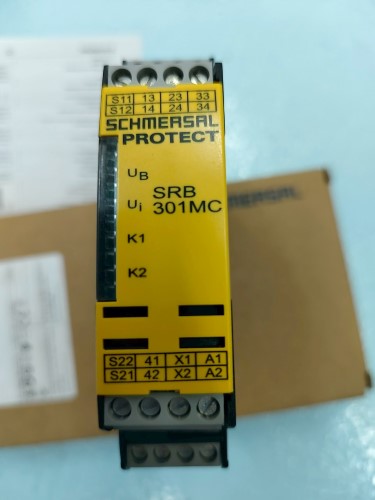 S11 13 23 33
S12 14 24 34
SCHMERSAL
PROTECT
UB
Ui
SRB
301MC
K1
K2
S22 41 X1 A1
S21 42 X2 A2